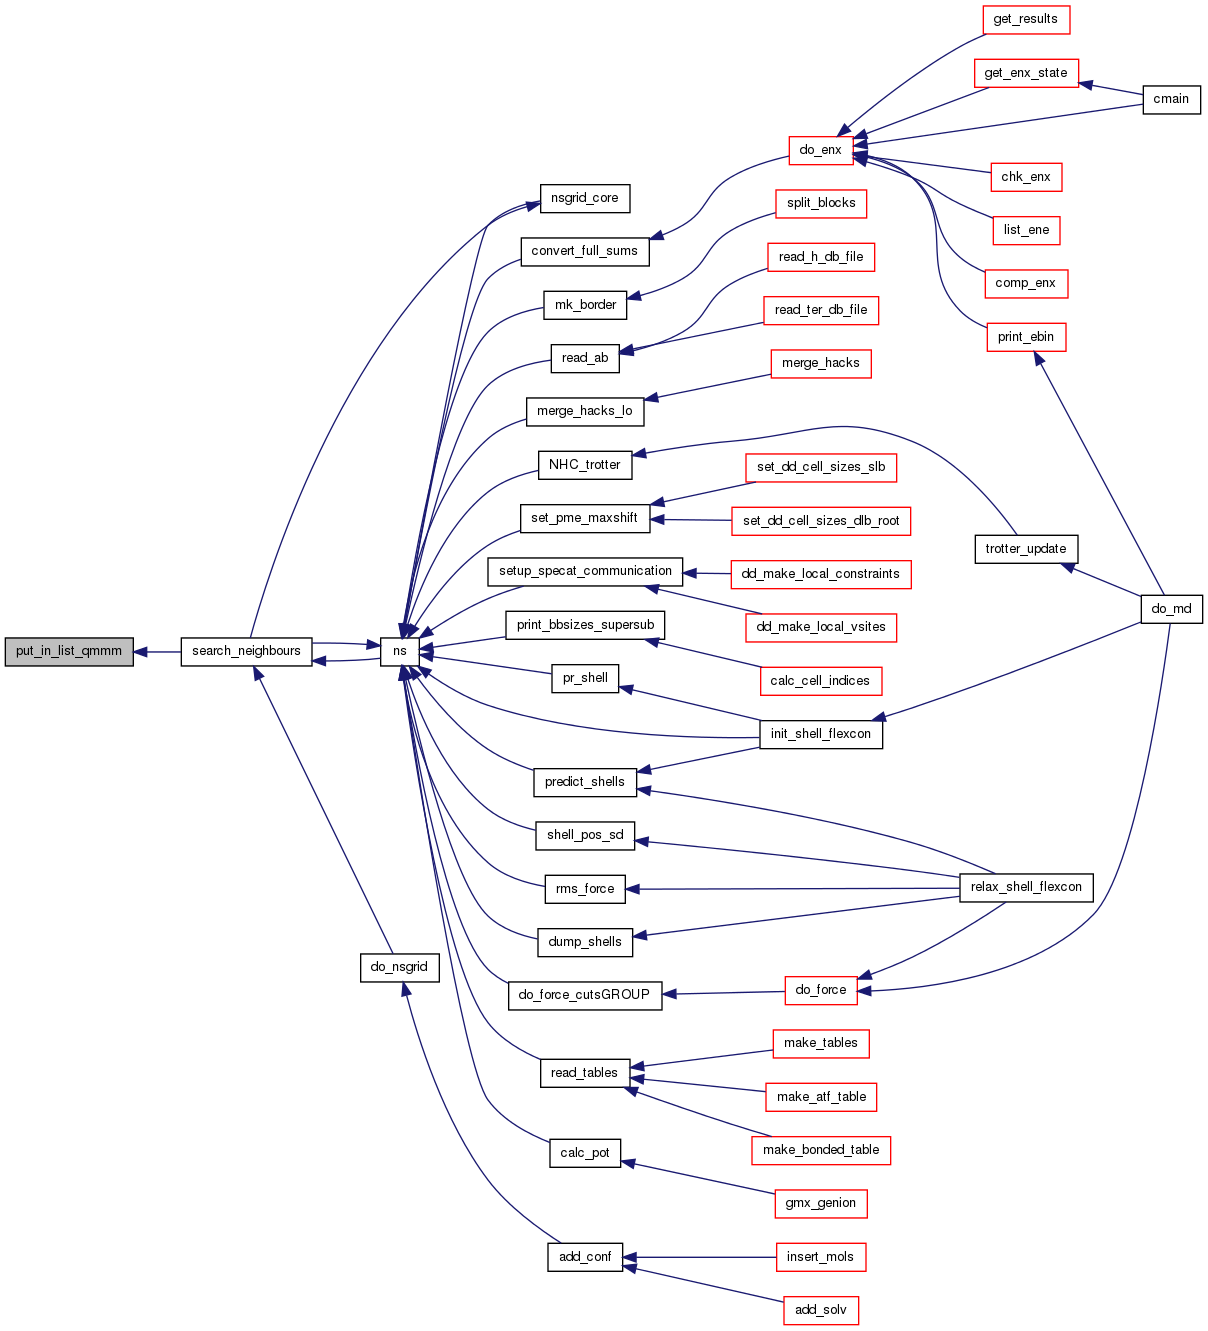 get_results
get_enx_state
cmain
do_enx
chk_enx
nsgrid_core
split_blocks
list_ene
convert_full_sums
read_h_db_file
comp_enx
mk_border
read_ter_db_file
print_ebin
read_ab
merge_hacks
merge_hacks_lo
NHC_trotter
set_dd_cell_sizes_slb
set_pme_maxshift
set_dd_cell_sizes_dlb_root
trotter_update
setup_specat_communication
dd_make_local_constraints
do_md
print_bbsizes_supersub
dd_make_local_vsites
put_in_list_qmmm
search_neighbours
ns
pr_shell
calc_cell_indices
init_shell_flexcon
predict_shells
shell_pos_sd
rms_force
relax_shell_flexcon
dump_shells
do_nsgrid
do_force_cutsGROUP
do_force
make_tables
read_tables
make_atf_table
calc_pot
make_bonded_table
gmx_genion
add_conf
insert_mols
add_solv